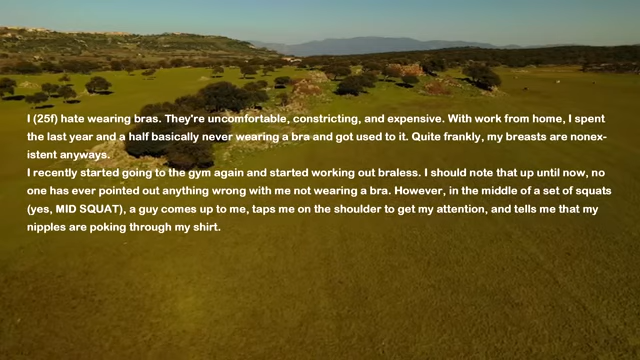 I (25f) hate wearing bras. They're uncomfortable, constricting, and expensive. With work from home, I spent
the last year and a half basically never wearing a bra and got used to it. Quite frankly, my breasts are nonex-
istent anyways.
I recently started going to the gym again and started working out braless. I should note that up until now, no
one has ever pointed out anything wrong with me not wearing a bra. However, in the middle of a set of squats
(yes, MID SQUAT), a guy comes up to me, taps me on the shoulder to get my attention, and tells me that my
nipples are poking through my shirt.